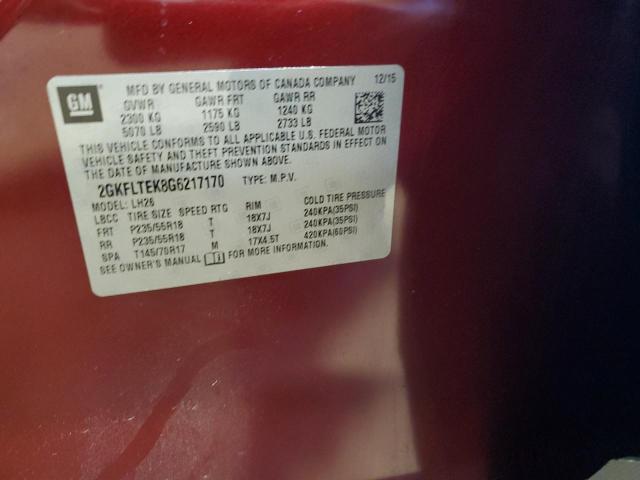 GM
MFD BY GENERAL MOTORS OF CANADA COMPANY 12/15
GVWR GAWR FRT GAWR RR
2300 KG 1175 KG 1240 KG
5070 LB 2590 LB 2733 LB
THIS VEHICLE CONFORMS TO ALL APPLICABLE U.S. FEDERAL MOTOR
VEHICLE SAFETY AND THEFT PREVENTION STANDARDS IN EFFECT ON
THE DATE OF MANUFACTURE SHOWN ABOVE.
2GKFLTEK8G6217170 TYPE: M.P.V.
MODEL: LH26
LBCC TIRE SIZE SPEED RTG RIM COLD TIRE PRESSURE
FRT P235/55R18 T 18X7J 240KPA(35PSI)
RR P235/55R18 T 18X7J 240KPA(35PSI)
SPA T145/70R17 M 17X4.5T 420KPA(60PSI)
SEE OWNER'S MANUAL FOR MORE INFORMATION.